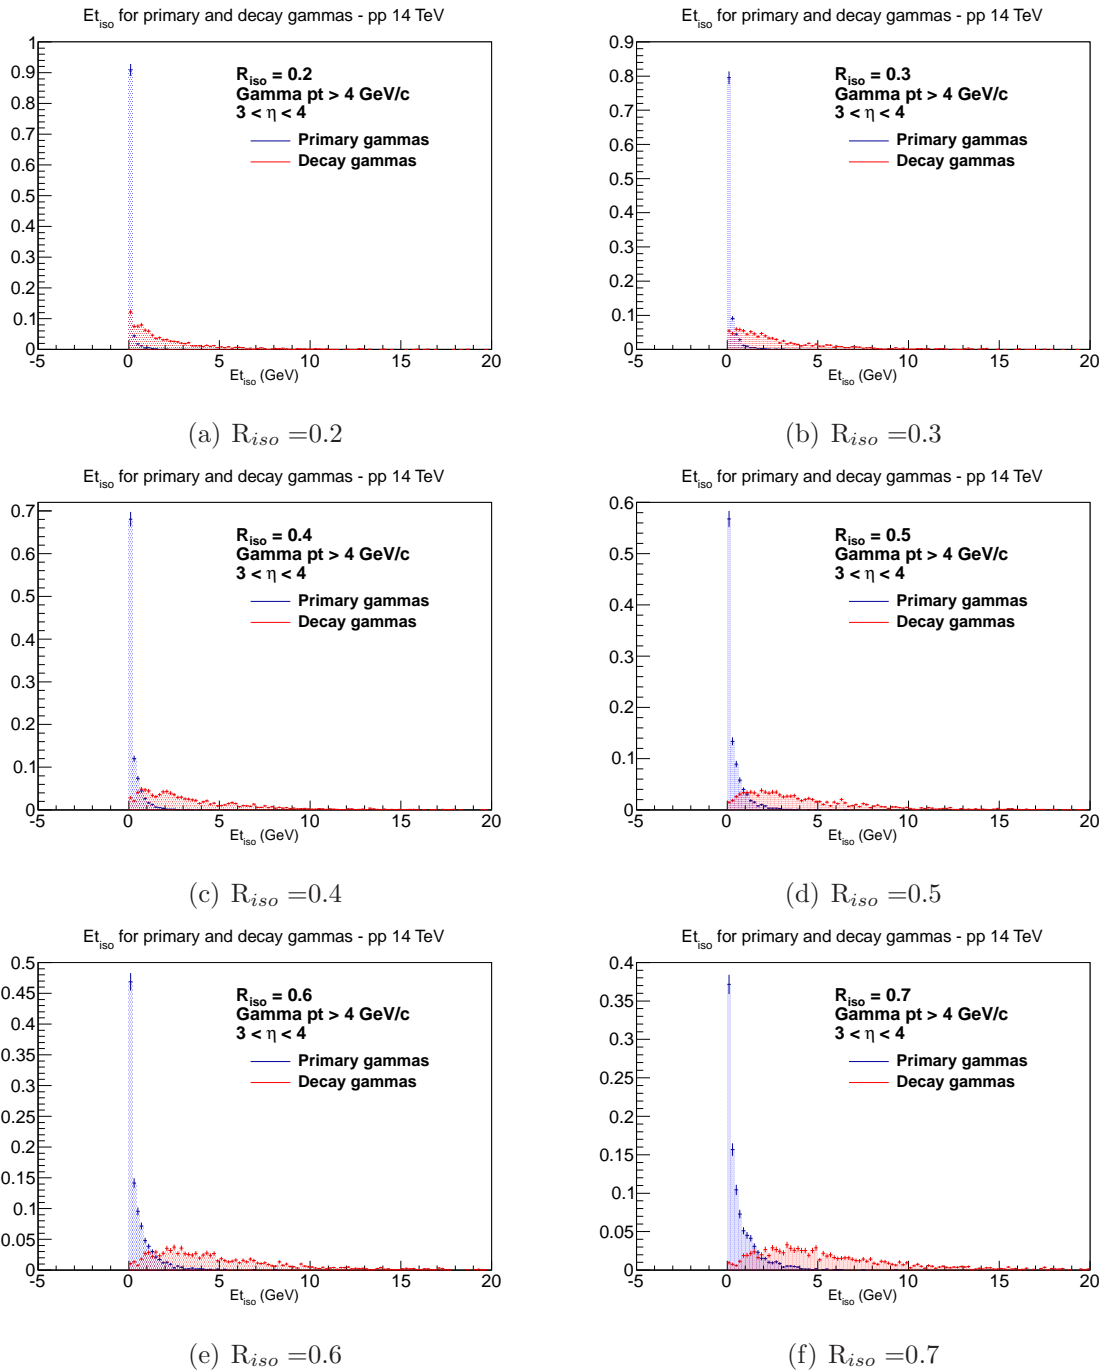 Et_iso for primary and decay gammas - pp 14 TeV
1
0.9
0.8
0.7
0.6
0.5
0.4
0.3
0.2
0.1
0
R_iso = 0.2
Gamma pt > 4 GeV/c
3 < η < 4
Primary gammas
Decay gammas
-5 0 5 10 15 20
Et_iso (GeV)
(a) R_iso =0.2
Et_iso for primary and decay gammas - pp 14 TeV
0.9
0.8
0.7
0.6
0.5
0.4
0.3
0.2
0.1
0
R_iso = 0.3
Gamma pt > 4 GeV/c
3 < η < 4
Primary gammas
Decay gammas
-5 0 5 10 15 20
Et_iso (GeV)
(b) R_iso =0.3
Et_iso for primary and decay gammas - pp 14 TeV
0.7
0.6
0.5
0.4
0.3
0.2
0.1
0
R_iso = 0.4
Gamma pt > 4 GeV/c
3 < η < 4
Primary gammas
Decay gammas
-5 0 5 10 15 20
Et_iso (GeV)
(c) R_iso =0.4
Et_iso for primary and decay gammas - pp 14 TeV
0.6
0.5
0.4
0.3
0.2
0.1
0
R_iso = 0.5
Gamma pt > 4 GeV/c
3 < η < 4
Primary gammas
Decay gammas
-5 0 5 10 15 20
Et_iso (GeV)
(d) R_iso =0.5
Et_iso for primary and decay gammas - pp 14 TeV
0.5
0.45
0.4
0.35
0.3
0.25
0.2
0.15
0.1
0.05
0
R_iso = 0.6
Gamma pt > 4 GeV/c
3 < η < 4
Primary gammas
Decay gammas
-5 0 5 10 15 20
Et_iso (GeV)
(e) R_iso =0.6
Et_iso for primary and decay gammas - pp 14 TeV
0.4
0.35
0.3
0.25
0.2
0.15
0.1
0.05
0
R_iso = 0.7
Gamma pt > 4 GeV/c
3 < η < 4
Primary gammas
Decay gammas
-5 0 5 10 15 20
Et_iso (GeV)
(f) R_iso =0.7